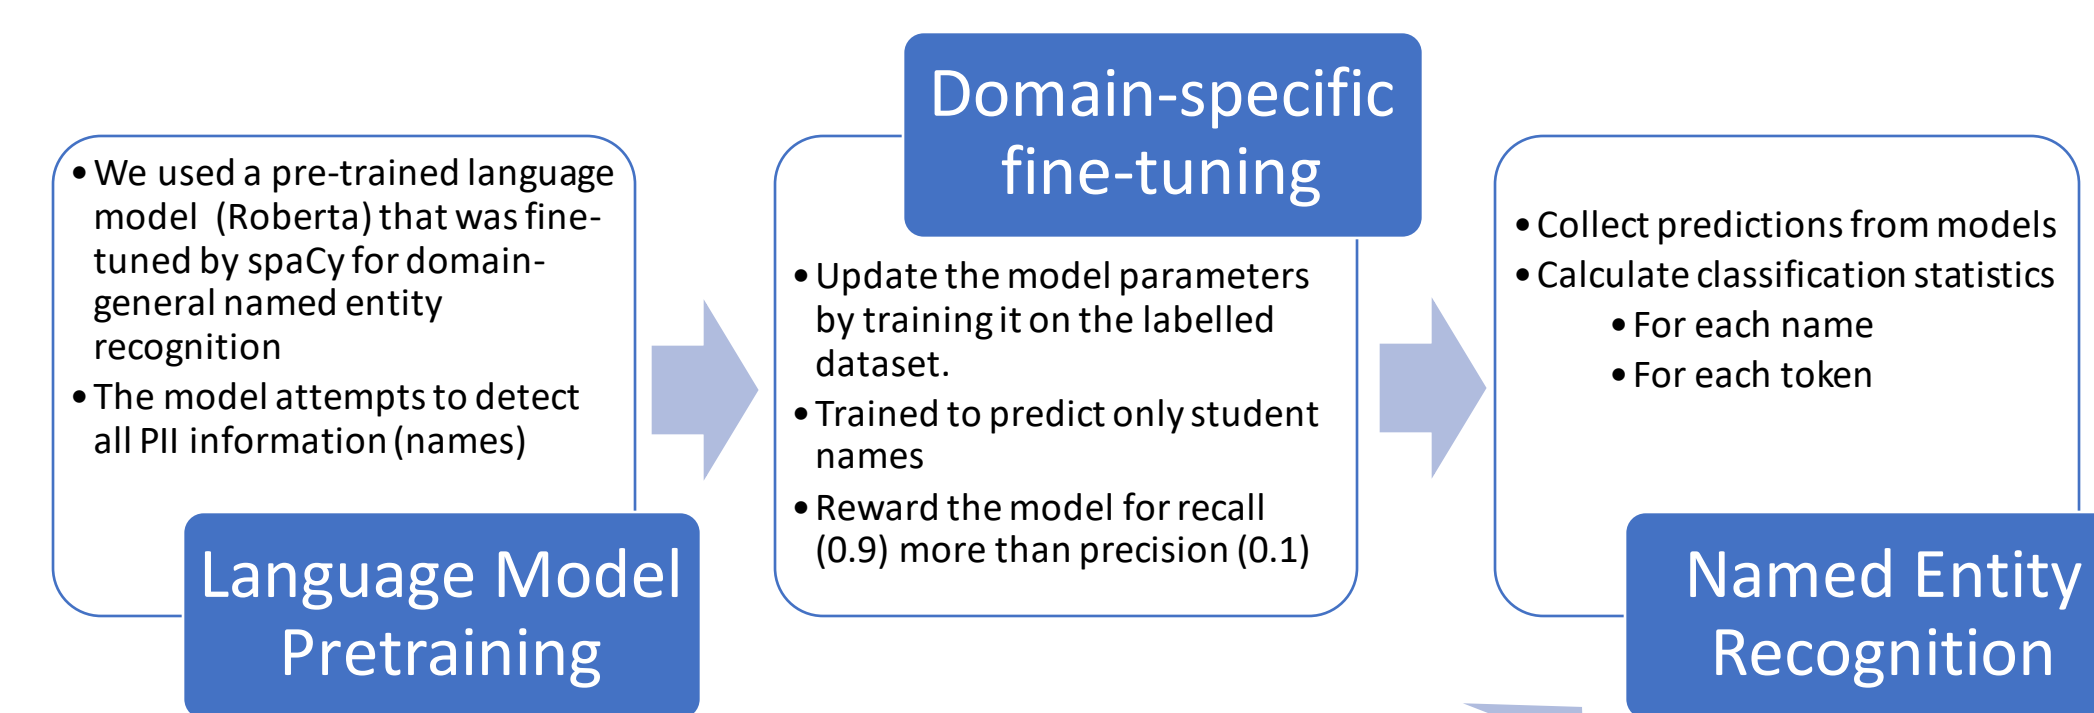 • We used a pre-trained language
model (Roberta) that was fine-
tuned by spaCy for domain-
general named entity
recognition
• The model attempts to detect
all PII information (names)
Language Model
Pretraining
Domain-specific
fine-tuning
• Update the model parameters
by training it on the labelled
dataset.
• Trained to predict only student
names
• Reward the model for recall
(0.9) more than precision (0.1)
• Collect predictions from models
• Calculate classification statistics
• For each name
• For each token
Named Entity
Recognition